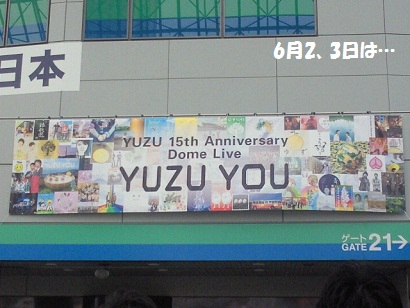 6月2、3日は…
日本
YUZU 15th Anniversary
Dome Live
YUZU YOU
ゲート
GATE 21→